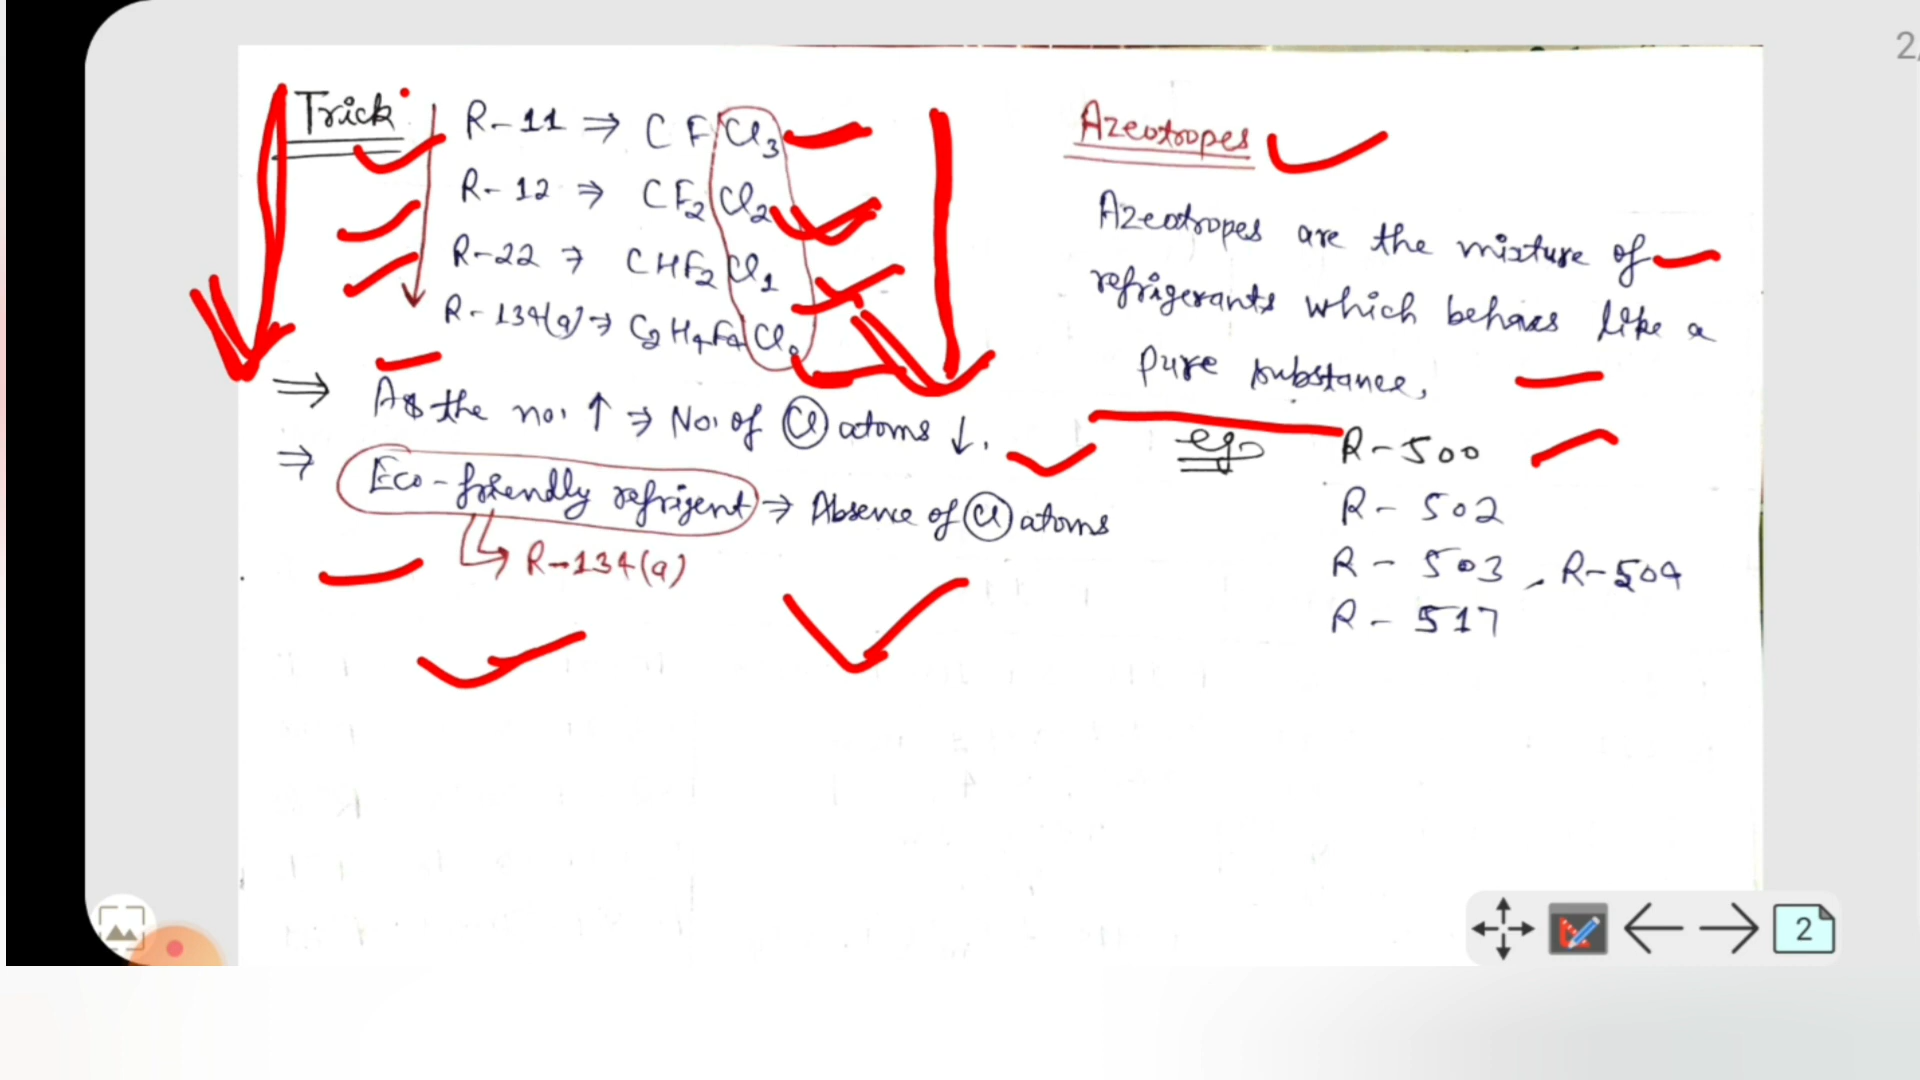 Trick
R-11 ⇒ CFCl3
R-12 ⇒ CF2Cl2
R-22 ⇒ CHF2Cl1
R-134(a) ⇒ C2H4F4Cl0
⇒ As the no. ↑ ⇒ No. of Cl atoms ↓.
⇒ Eco-friendly refrigent → Absence of Cl atoms
R-134(a)
Azeotropes
Azeotropes are the mixture of
refrigerants which behaves like a
pure substance,
eg R-500
R-502
R-503, R-504
R-517
2